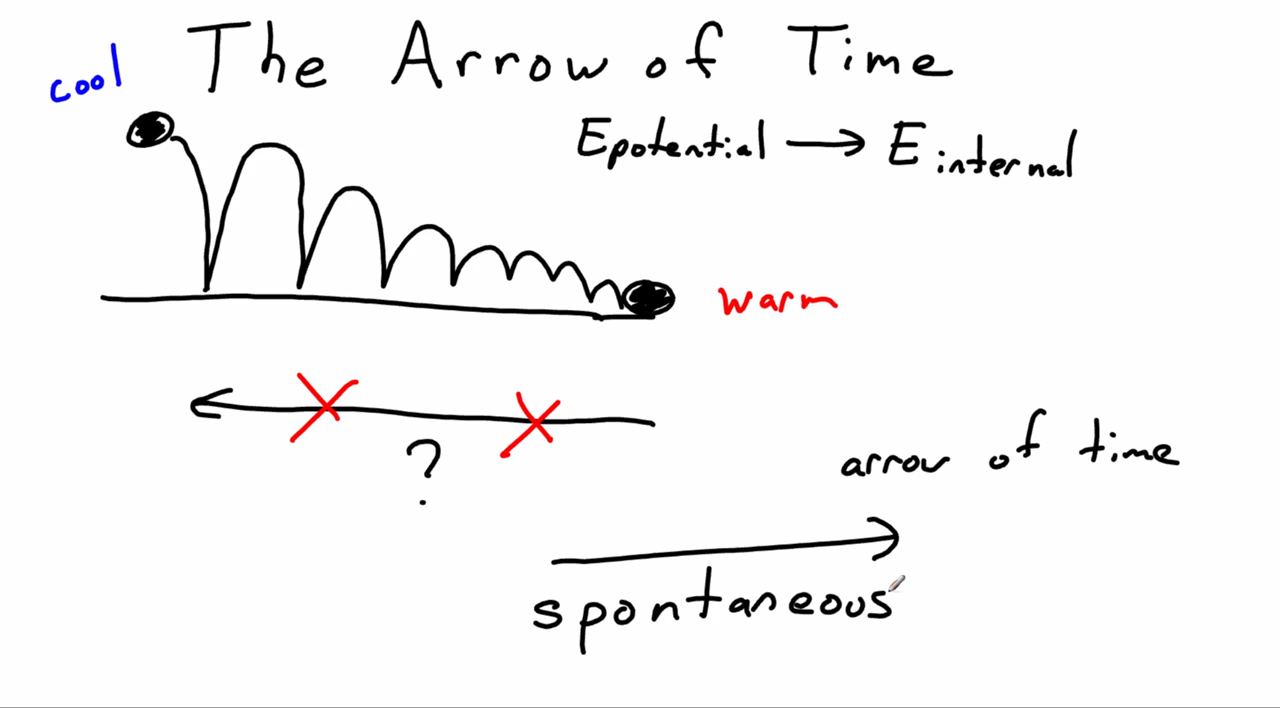 The Arrow of Time
cool
Epotential → Einternal
warm
?
arrow of time
spontaneous